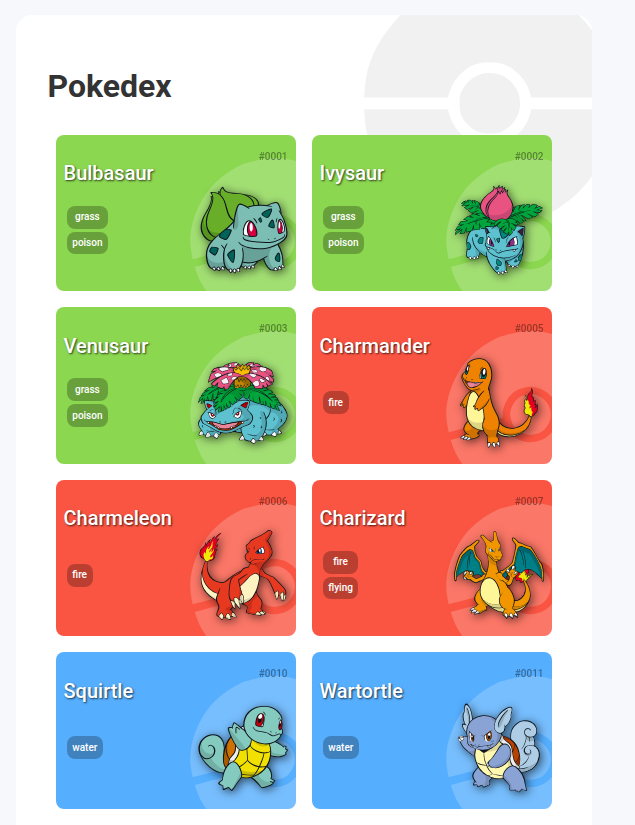 Pokedex
#0001
Bulbasaur
grass
poison
#0002
Ivysaur
grass
poison
#0003
Venusaur
grass
poison
#0005
Charmander
fire
#0006
Charmeleon
fire
#0007
Charizard
fire
flying
#0010
Squirtle
water
#0011
Wartortle
water